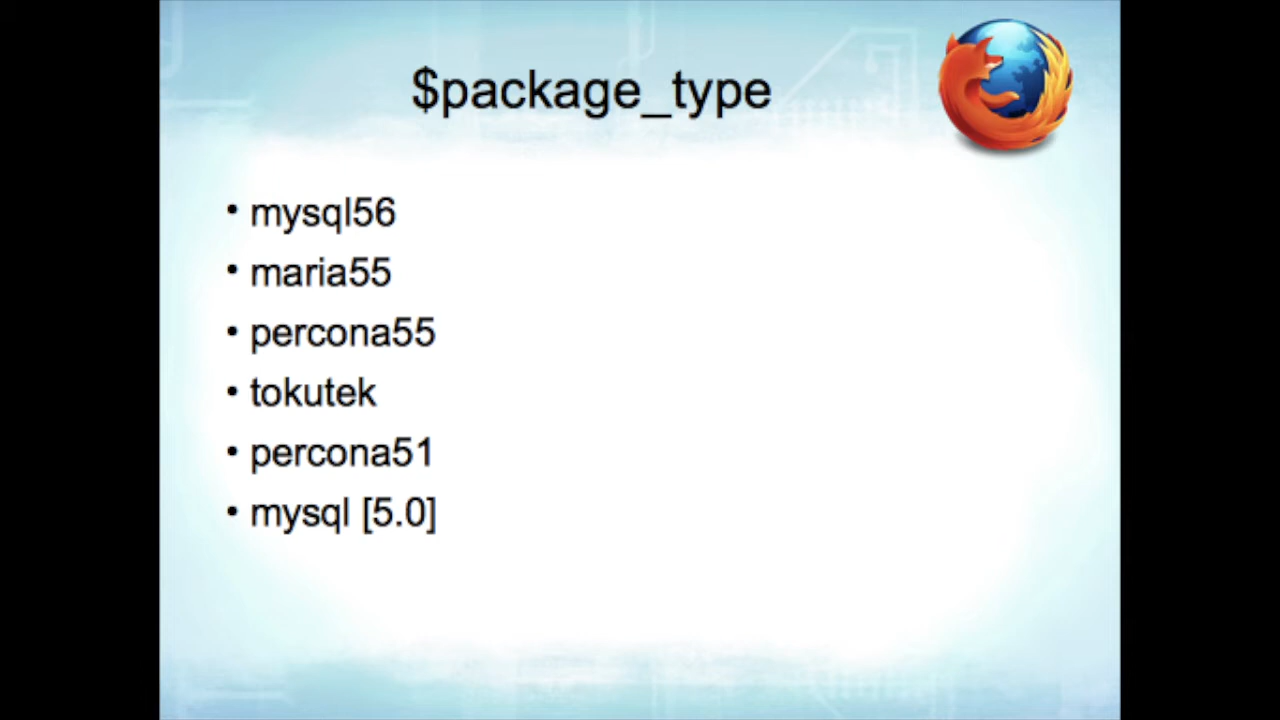 $package_type
• mysql56
• maria55
• percona55
• tokutek
• percona51
• mysql [5.0]